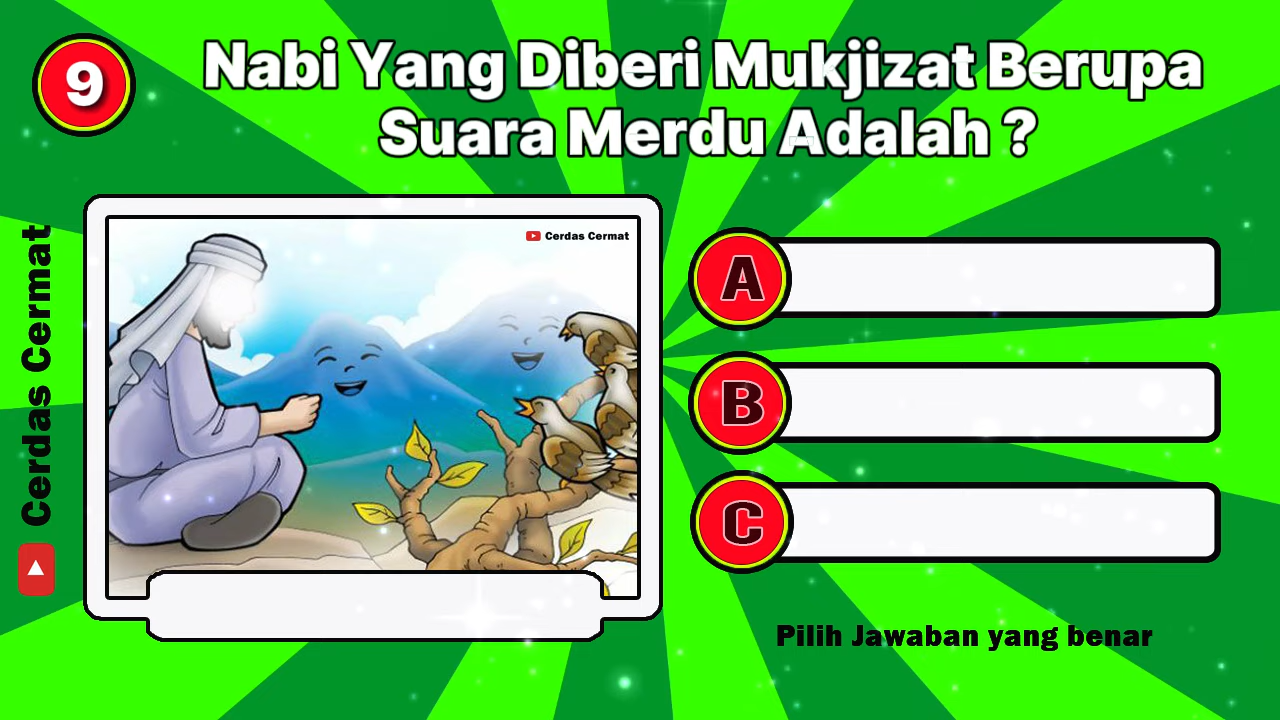 9
Nabi Yang Diberi Mukjizat Berupa
Suara Merdu Adalah ?
Cerdas Cermat
Cerdas Cermat
A
B
C
Pilih Jawaban yang benar